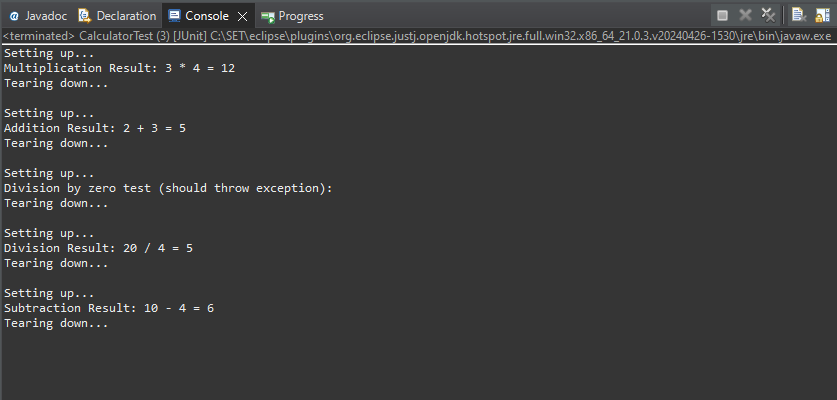 @ Javadoc Declaration Console Progress
<terminated> CalculatorTest (3) [JUnit] C:\SET\eclipse\plugins\org.eclipse.justj.openjdk.hotspot.jre.full.win32.x86_64_21.0.3.v20240426-1530\jre\bin\javaw.exe
Setting up...
Multiplication Result: 3 * 4 = 12
Tearing down...
Setting up...
Addition Result: 2 + 3 = 5
Tearing down...
Setting up...
Division by zero test (should throw exception):
Tearing down...
Setting up...
Division Result: 20 / 4 = 5
Tearing down...
Setting up...
Subtraction Result: 10 - 4 = 6
Tearing down...